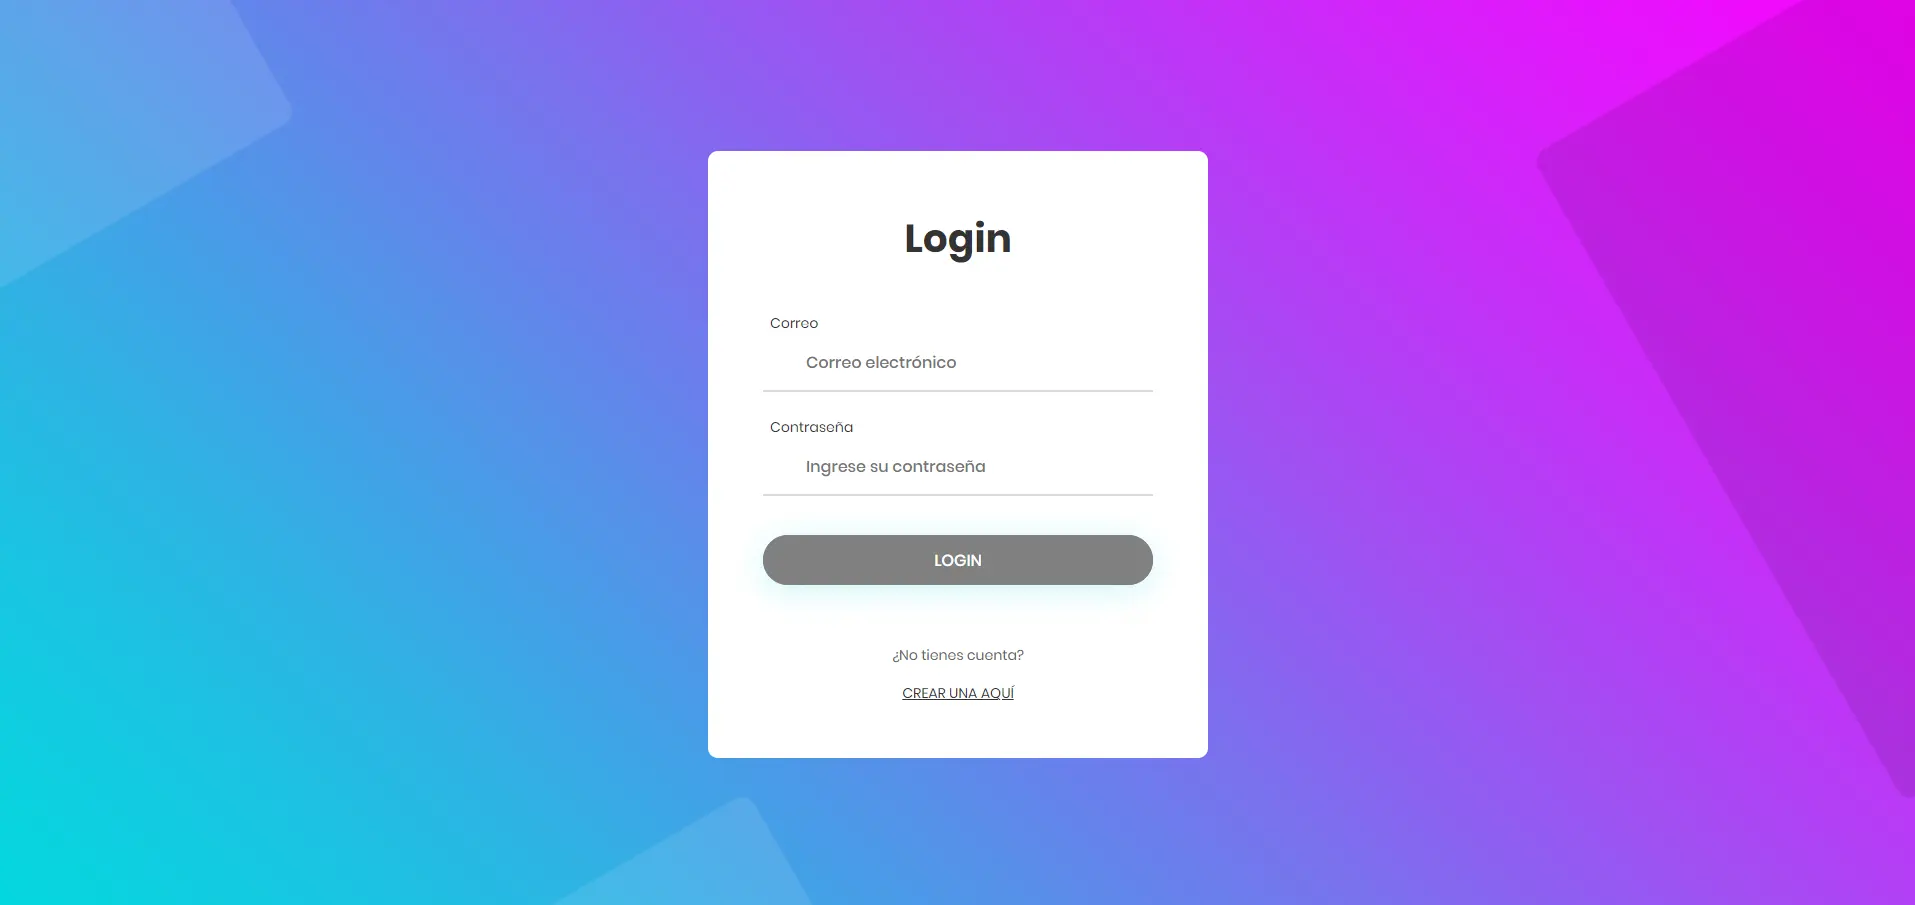 Login
Correo
Correo electrónico
Contraseña
Ingrese su contraseña
LOGIN
¿No tienes cuenta?
CREAR UNA AQUÍ